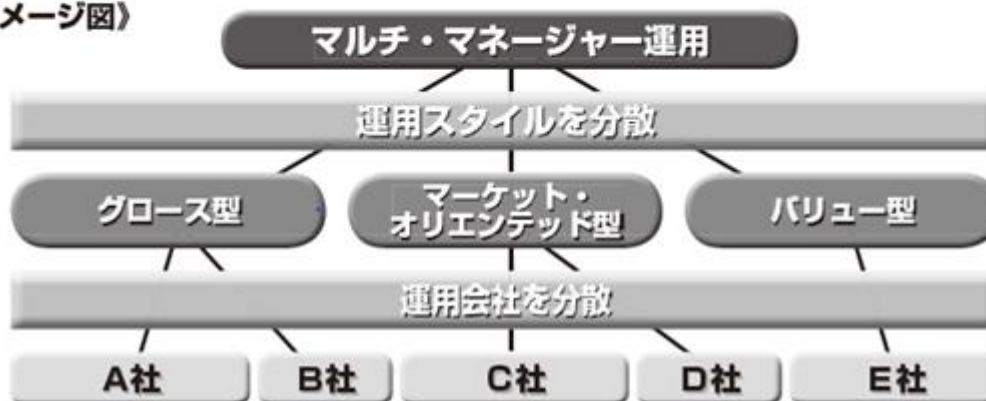 メージ図》
マルチ・マネージャー運用
運用スタイルを分散
グロース型
マーケット・
オリエンテッド型
バリュー型
運用会社を分散
A社
B社
C社
D社
E社